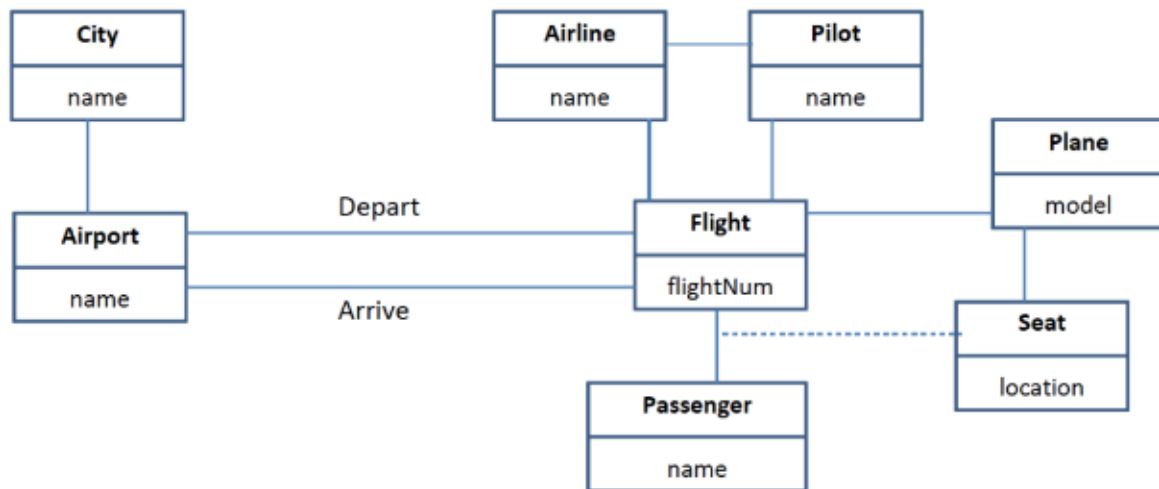 City
name
Airline
name
Pilot
name
Plane
model
Airport
name
Depart
Arrive
Flight
flightNum
Seat
location
Passenger
name